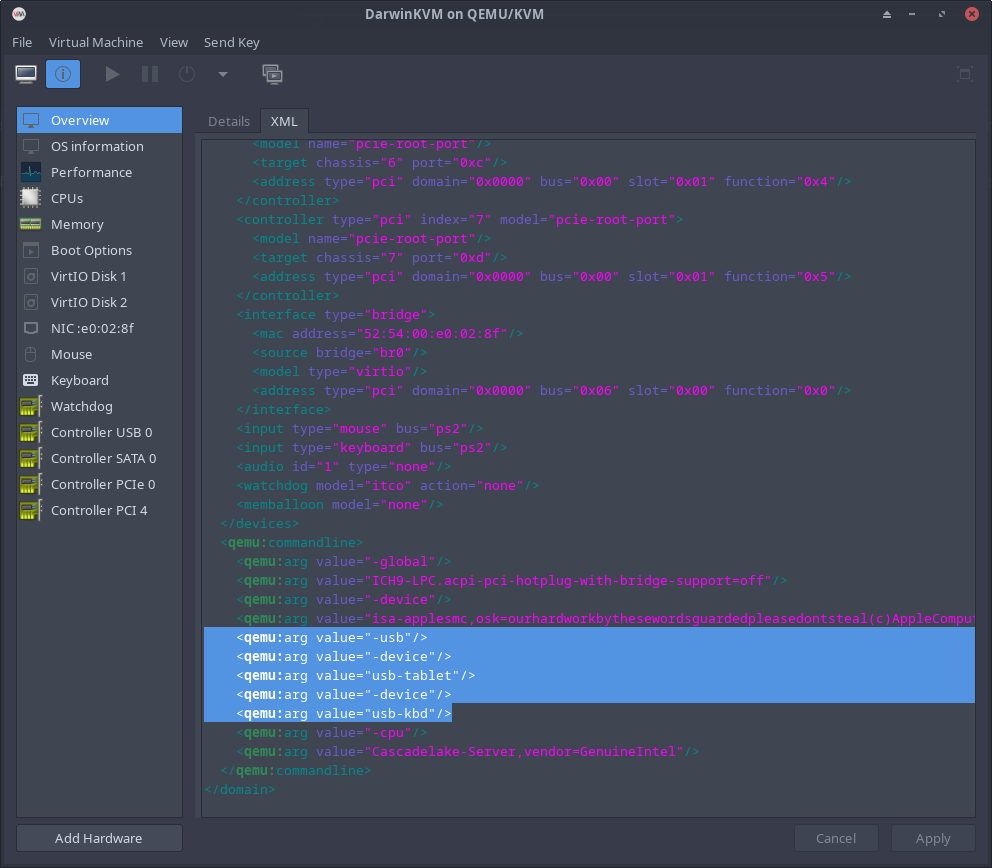 DarwinKVM on QEMU/KVM
File Virtual Machine View Send Key
Overview
OS information
Performance
CPUs
Memory
Boot Options
VirtIO Disk 1
VirtIO Disk 2
NIC :e0:02:8f
Mouse
Keyboard
Watchdog
Controller USB 0
Controller SATA 0
Controller PCIe 0
Controller PCI 4
Add Hardware
Details XML
<model name="pcie-root-port"/>
<target chassis="6" port="0xc"/>
<address type="pci" domain="0x0000" bus="0x00" slot="0x01" function="0x4"/>
</controller>
<controller type="pci" index="7" model="pcie-root-port">
<model name="pcie-root-port"/>
<target chassis="7" port="0xd"/>
<address type="pci" domain="0x0000" bus="0x00" slot="0x01" function="0x5"/>
</controller>
<interface type="bridge">
<mac address="52:54:00:e0:02:8f"/>
<source bridge="br0"/>
<model type="virtio"/>
<address type="pci" domain="0x0000" bus="0x06" slot="0x00" function="0x0"/>
</interface>
<input type="mouse" bus="ps2"/>
<input type="keyboard" bus="ps2"/>
<audio id="1" type="none"/>
<watchdog model="itco" action="none"/>
<memballoon model="none"/>
</devices>
<qemu:commandline>
<qemu:arg value="-global"/>
<qemu:arg value="ICH9-LPC.acpi-pci-hotplug-with-bridge-support=off"/>
<qemu:arg value="-device"/>
<qemu:arg value="isa-applesmc,osk=ourhardworkbythesewordsguardedpleasedontsteal(c)AppleComput
<qemu:arg value="-usb"/>
<qemu:arg value="-device"/>
<qemu:arg value="usb-tablet"/>
<qemu:arg value="-device"/>
<qemu:arg value="usb-kbd"/>
<qemu:arg value="-cpu"/>
<qemu:arg value="Cascadelake-Server,vendor=GenuineIntel"/>
</qemu:commandline>
</domain>
Cancel Apply